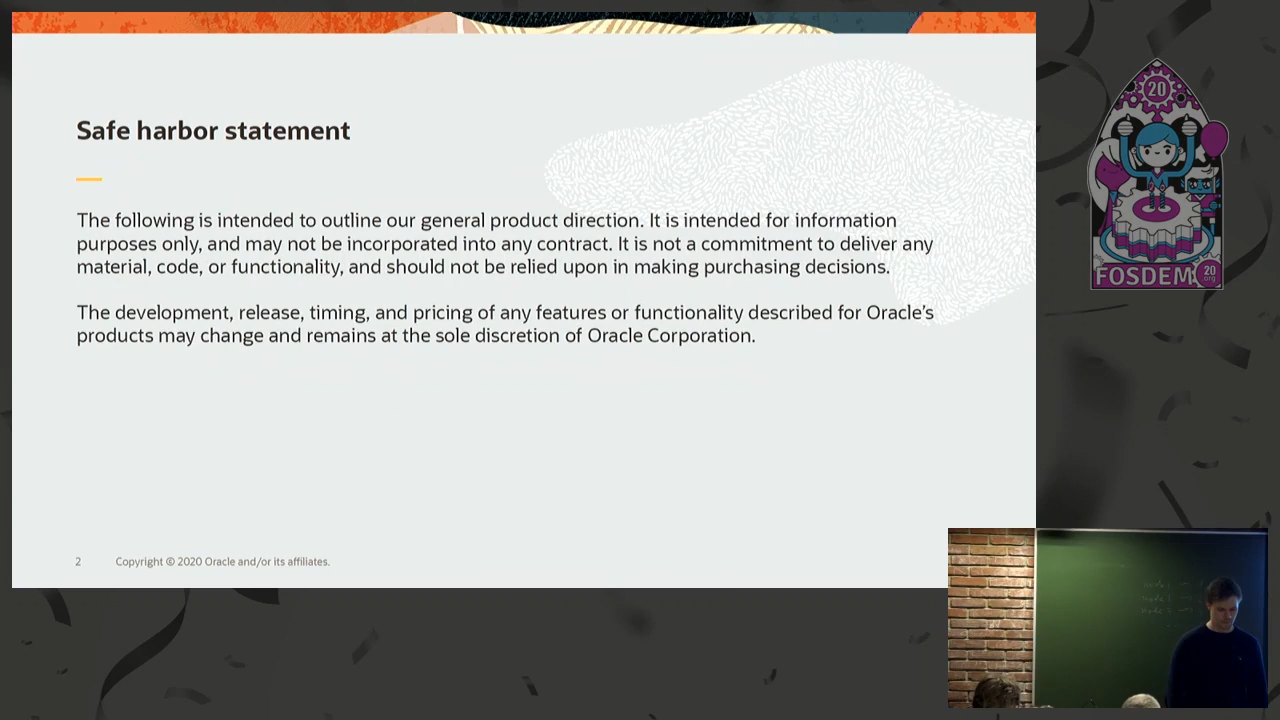 Safe harbor statement
The following is intended to outline our general product direction. It is intended for information
purposes only, and may not be incorporated into any contract. It is not a commitment to deliver any
material, code, or functionality, and should not be relied upon in making purchasing decisions.
The development, release, timing, and pricing of any features or functionality described for Oracle’s
products may change and remains at the sole discretion of Oracle Corporation.
2 Copyright © 2020 Oracle and/or its affiliates.
20
FOSDEM 20
.org